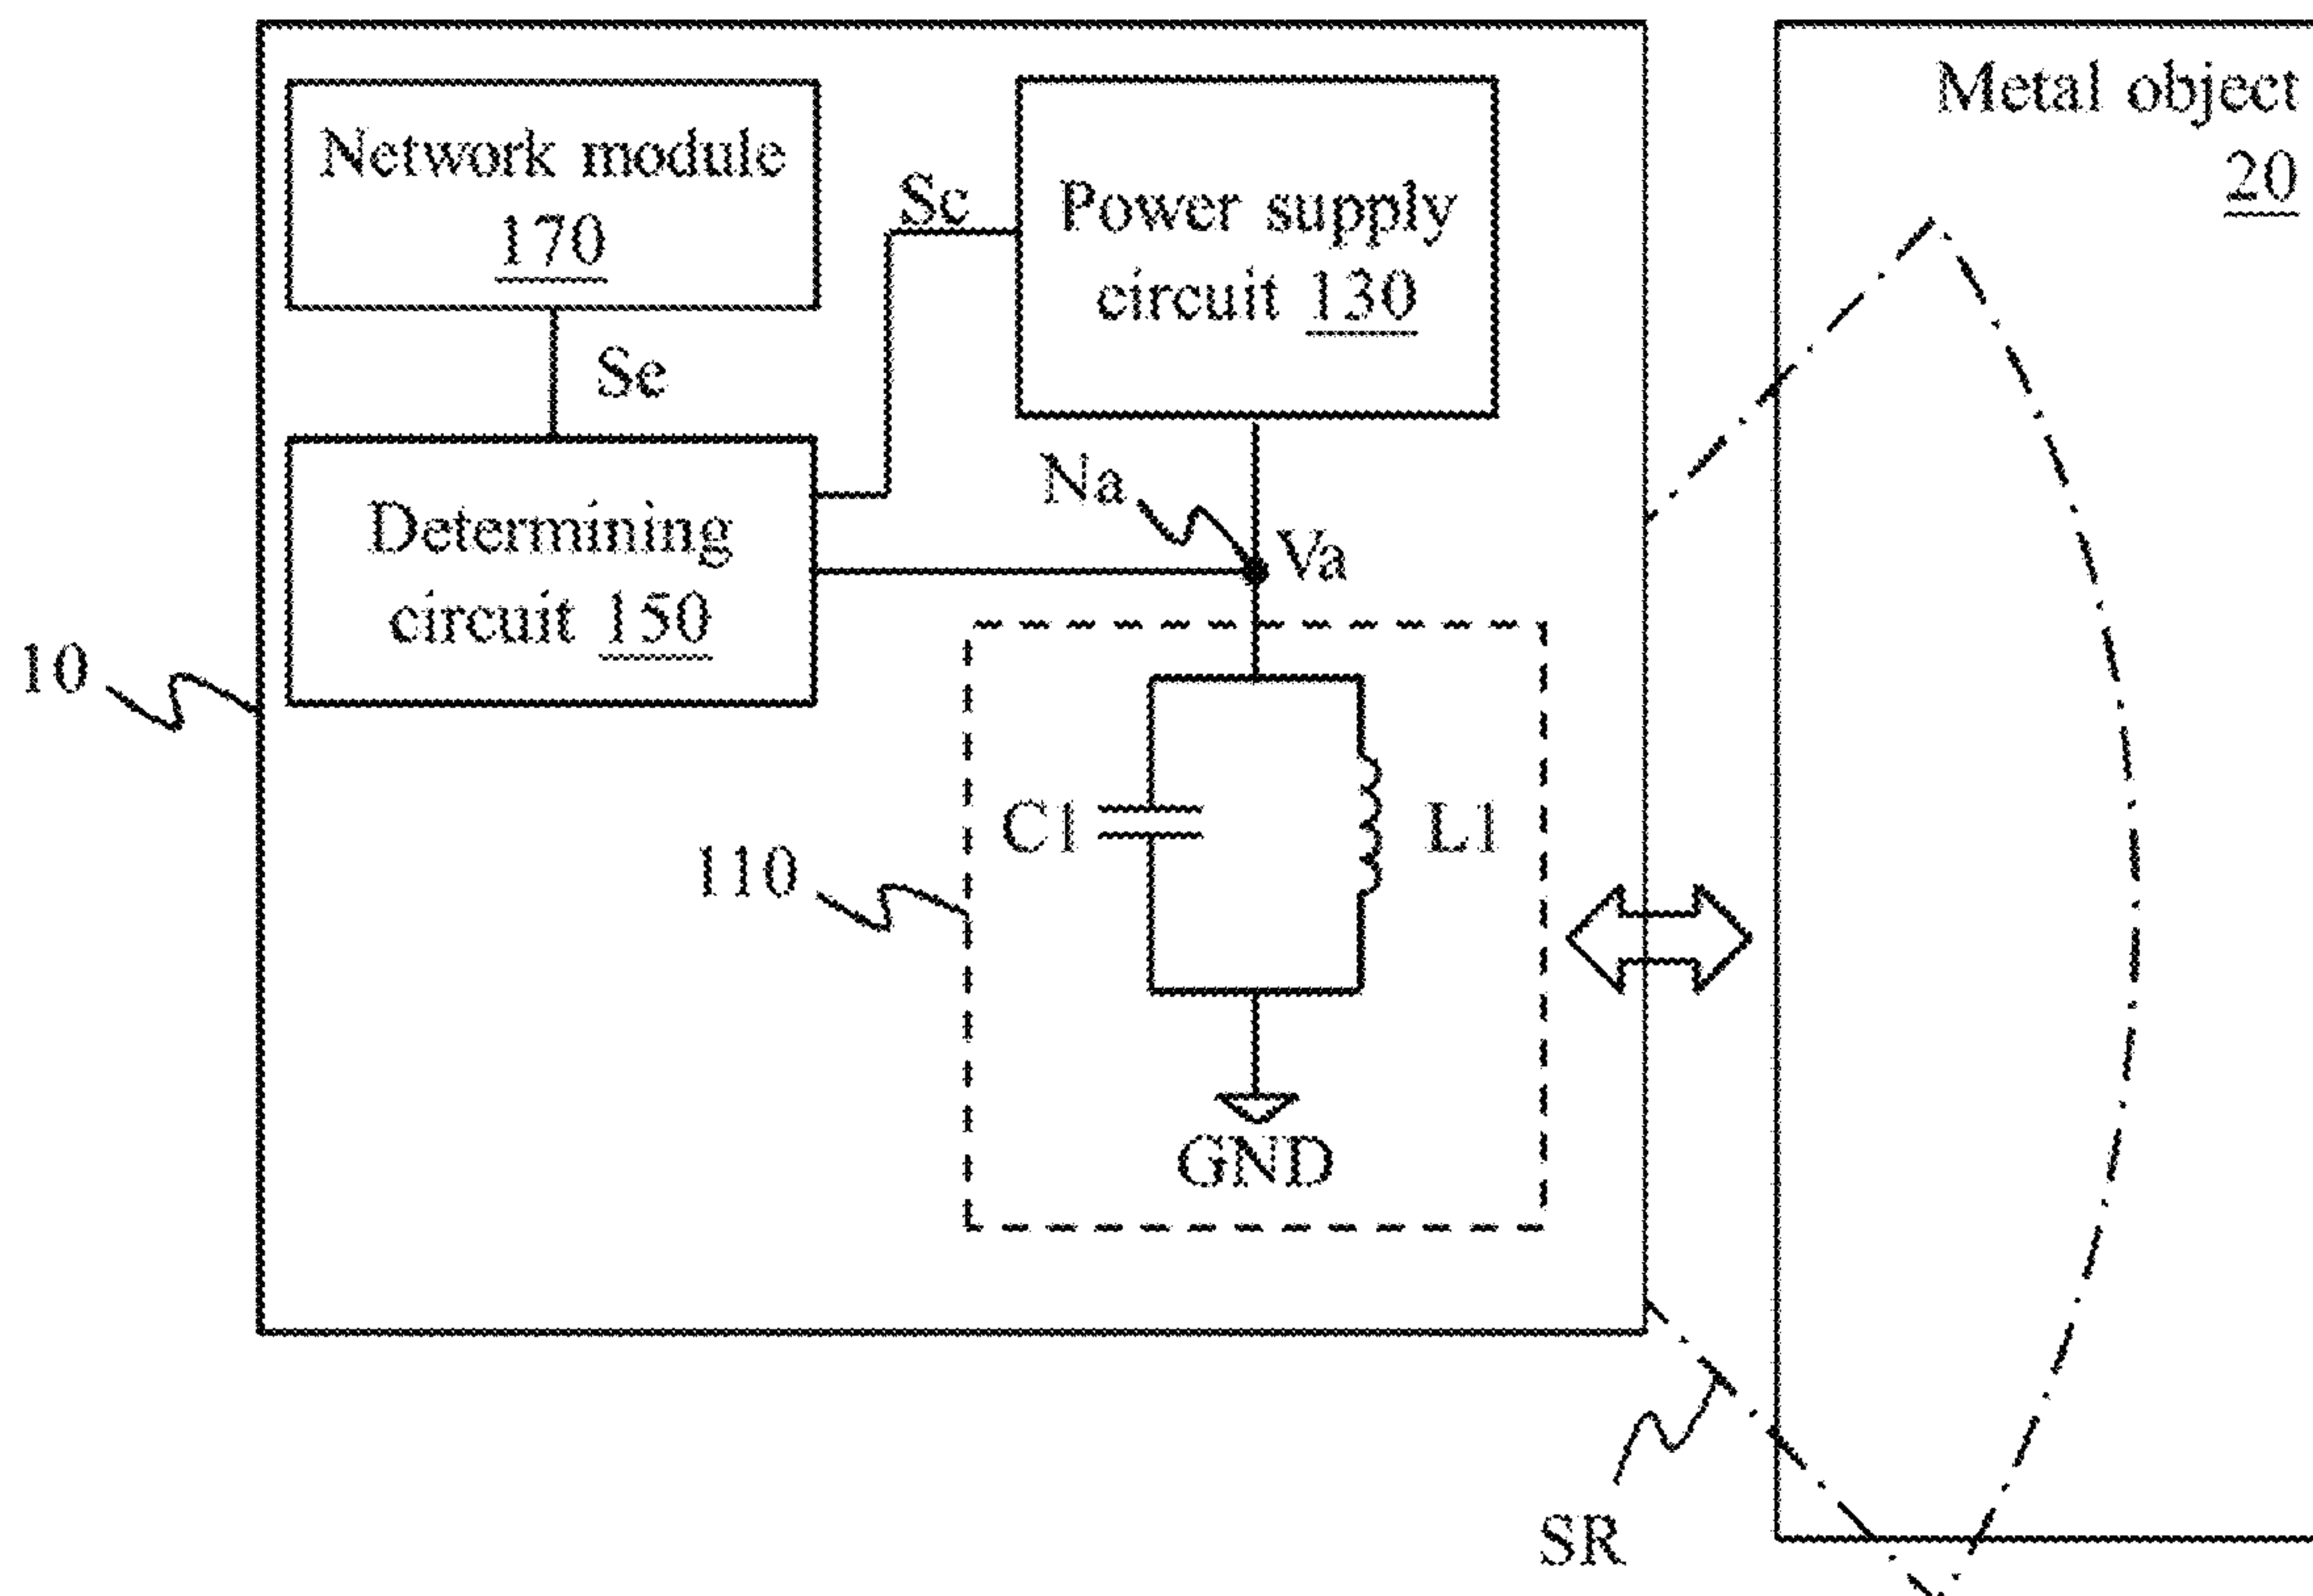 Metal object
20
Network module
170
Sc
Power supply
circuit 130
Se
Na
Va
Determining
circuit 150
10
C1
L1
110
GND
SR